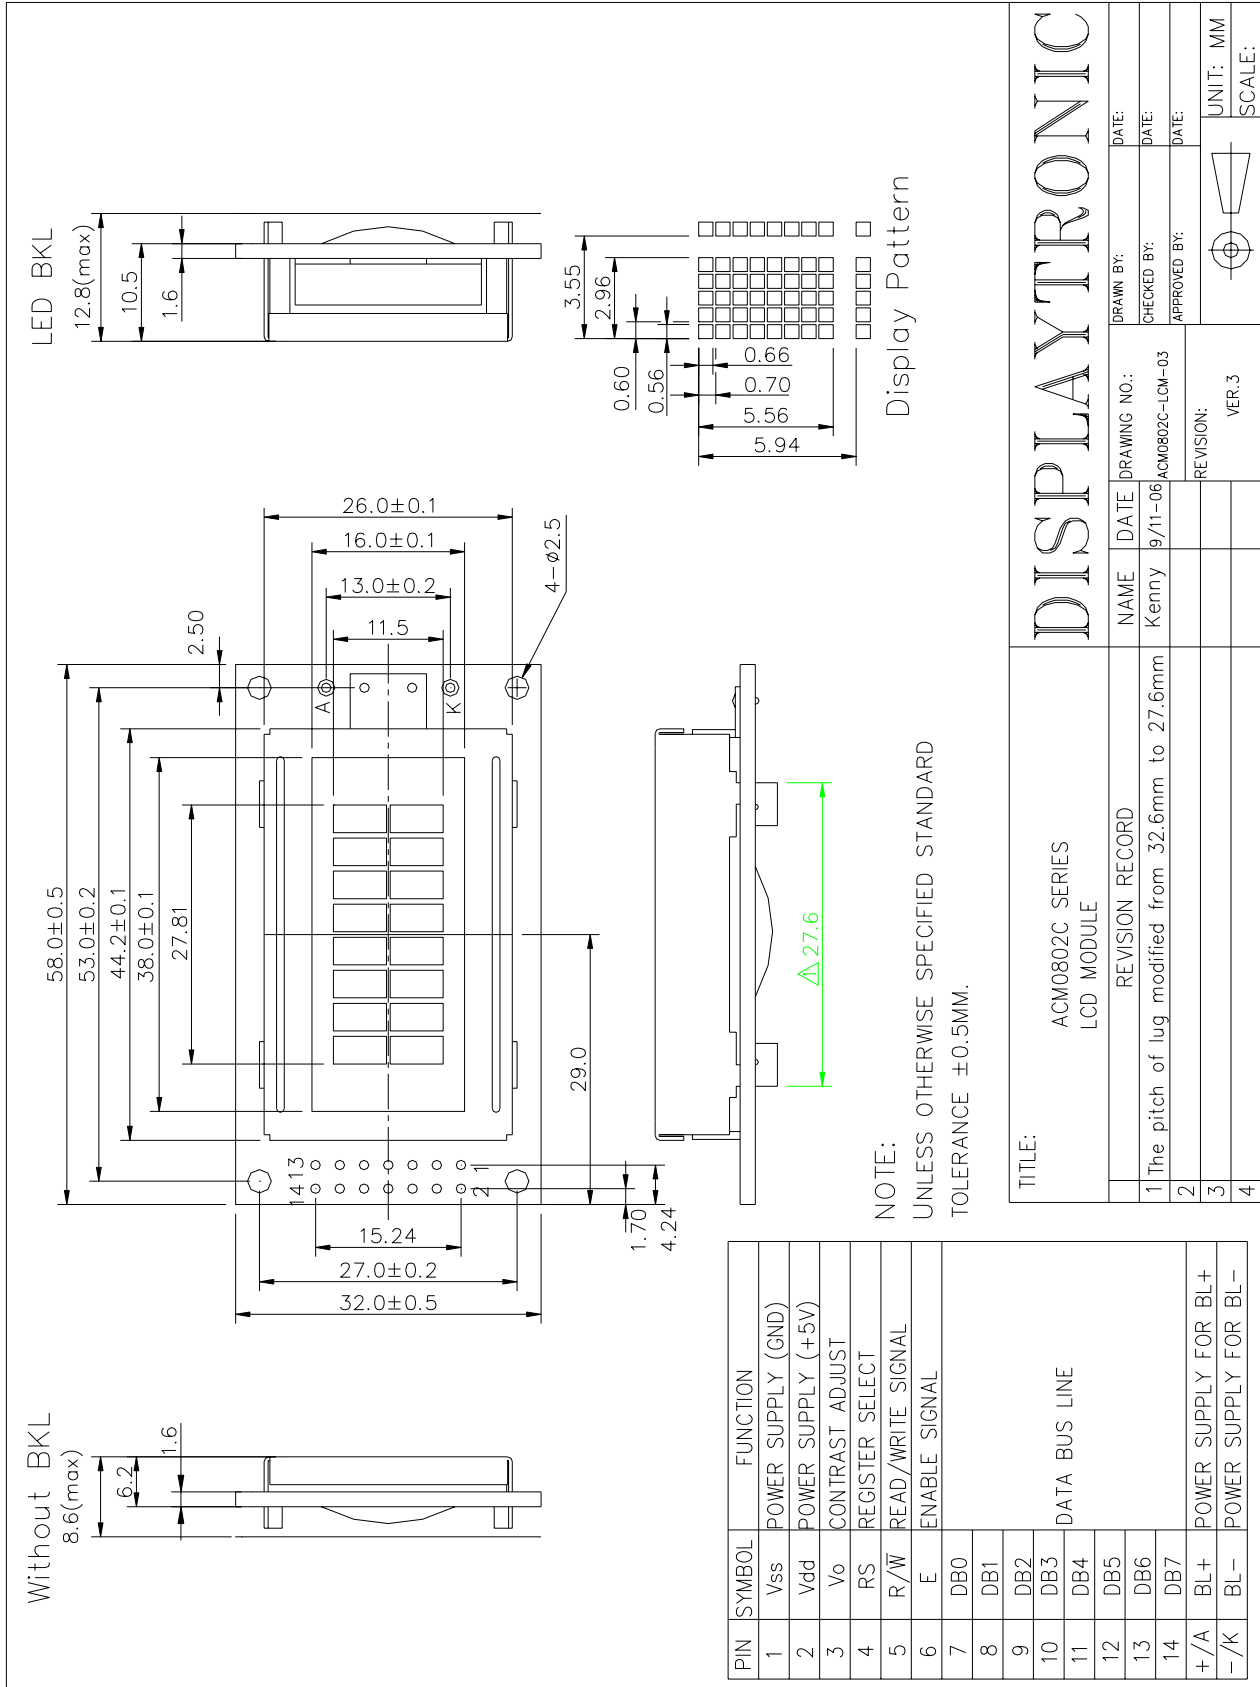 Without BKL
8.6(max)
6.2
1.6
58.0±0.5
53.0±0.2
44.2±0.1
38.0±0.1
27.81
2.50
A
K
14
13
2
1
15.24
27.0±0.2
32.0±0.5
26.0±0.1
16.0±0.1
13.0±0.2
11.5
4-ø2.5
29.0
1.70
4.24
1
27.6
LED BKL
12.8(max)
10.5
1.6
3.55
2.96
0.60
0.56
0.66
0.70
5.56
5.94
Display Pattern
PIN SYMBOL FUNCTION
1 Vss POWER SUPPLY (GND)
2 Vdd POWER SUPPLY (+5V)
3 Vo CONTRAST ADJUST
4 RS REGISTER SELECT
5 R/W̅ READ/WRITE SIGNAL
6 E ENABLE SIGNAL
7 DB0
8 DB1
9 DB2
10 DB3
11 DB4
12 DB5
13 DB6
14 DB7
DATA BUS LINE
+/A BL+ POWER SUPPLY FOR BL+
-/K BL- POWER SUPPLY FOR BL-
NOTE:
UNLESS OTHERWISE SPECIFIED STANDARD
TOLERANCE ±0.5MM.
TITLE:
ACM0802C SERIES
LCD MODULE
DISPLAYTRONIC
REVISION RECORD NAME DATE
1 The pitch of lug modified from 32.6mm to 27.6mm Kenny 9/11-06
2
3
4
DRAWING NO.:
ACM0802C-LCM-03
REVISION:
VER.3
DRAWN BY: DATE:
CHECKED BY: DATE:
APPROVED BY: DATE:
UNIT: MM
SCALE: